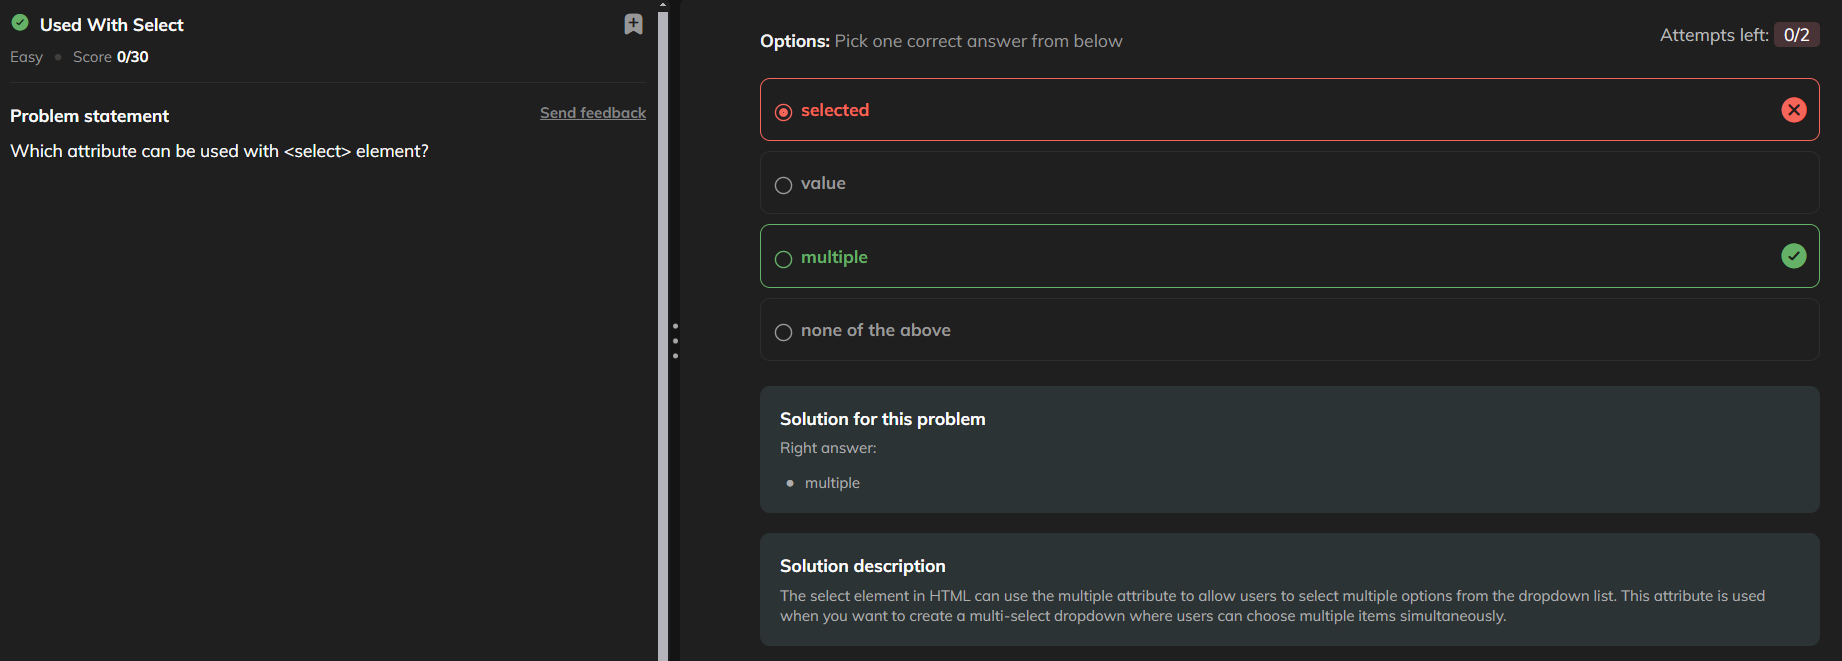 Used With Select
Easy • Score 0/30
Problem statement
Send feedback
Which attribute can be used with <select> element?
Options: Pick one correct answer from below
Attempts left: 0/2
selected
value
multiple
none of the above
Solution for this problem
Right answer:
• multiple
Solution description
The select element in HTML can use the multiple attribute to allow users to select multiple options from the dropdown list. This attribute is used
when you want to create a multi-select dropdown where users can choose multiple items simultaneously.